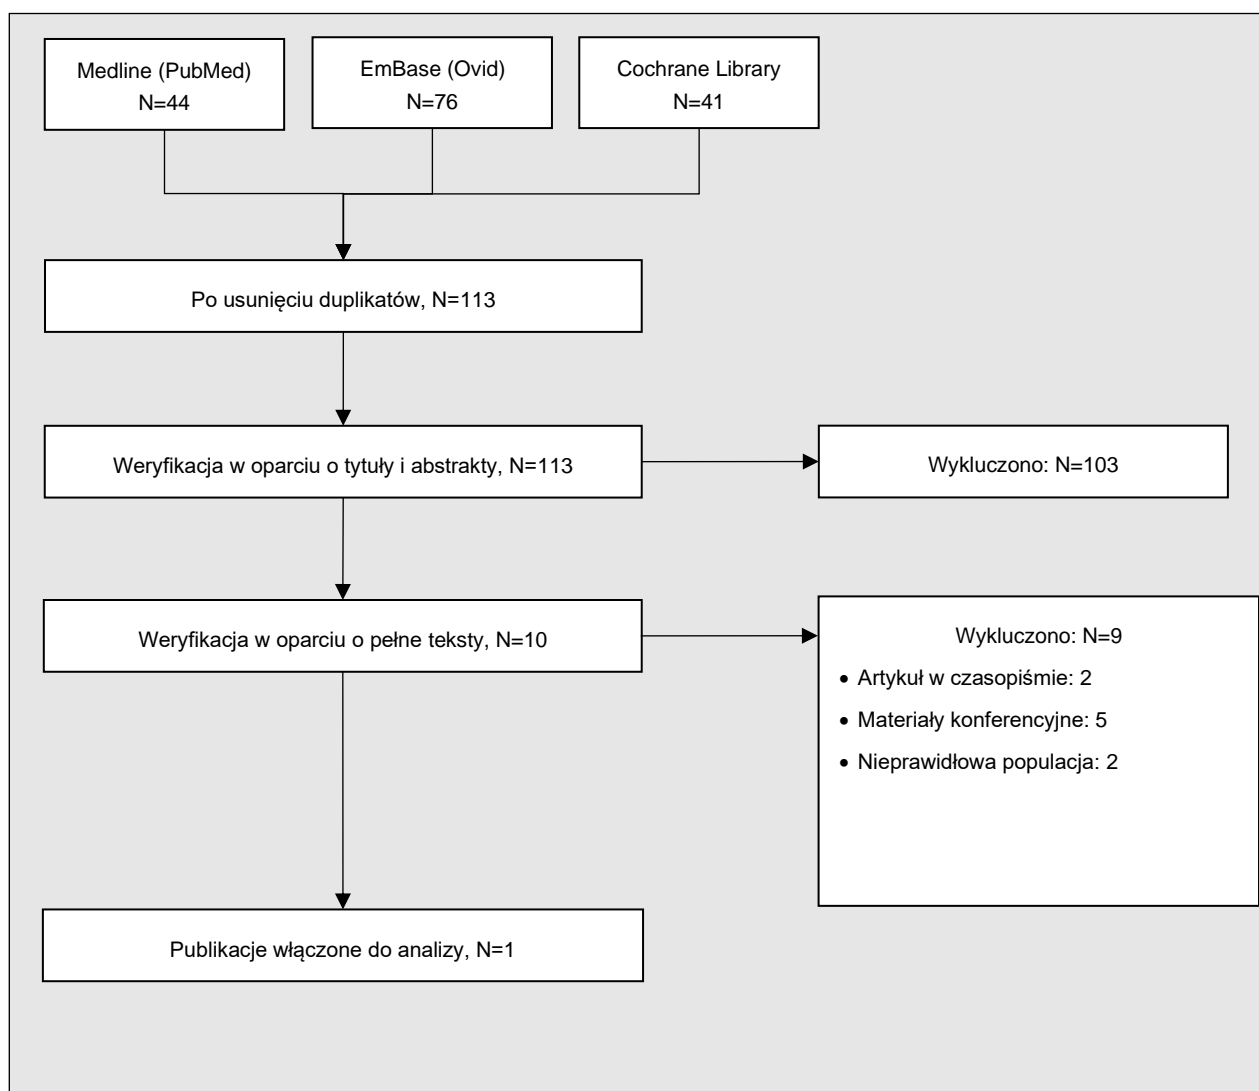 Medline (PubMed)
N=44
EmBase (Ovid)
N=76
Cochrane Library
N=41
Po usunięciu duplikatów, N=113
Weryfikacja w oparciu o tytuły i abstrakty, N=113
Wykluczono: N=103
Weryfikacja w oparciu o pełne teksty, N=10
Wykluczono: N=9
• Artykuł w czasopiśmie: 2
• Materiały konferencyjne: 5
• Nieprawidłowa populacja: 2
Publikacje włączone do analizy, N=1